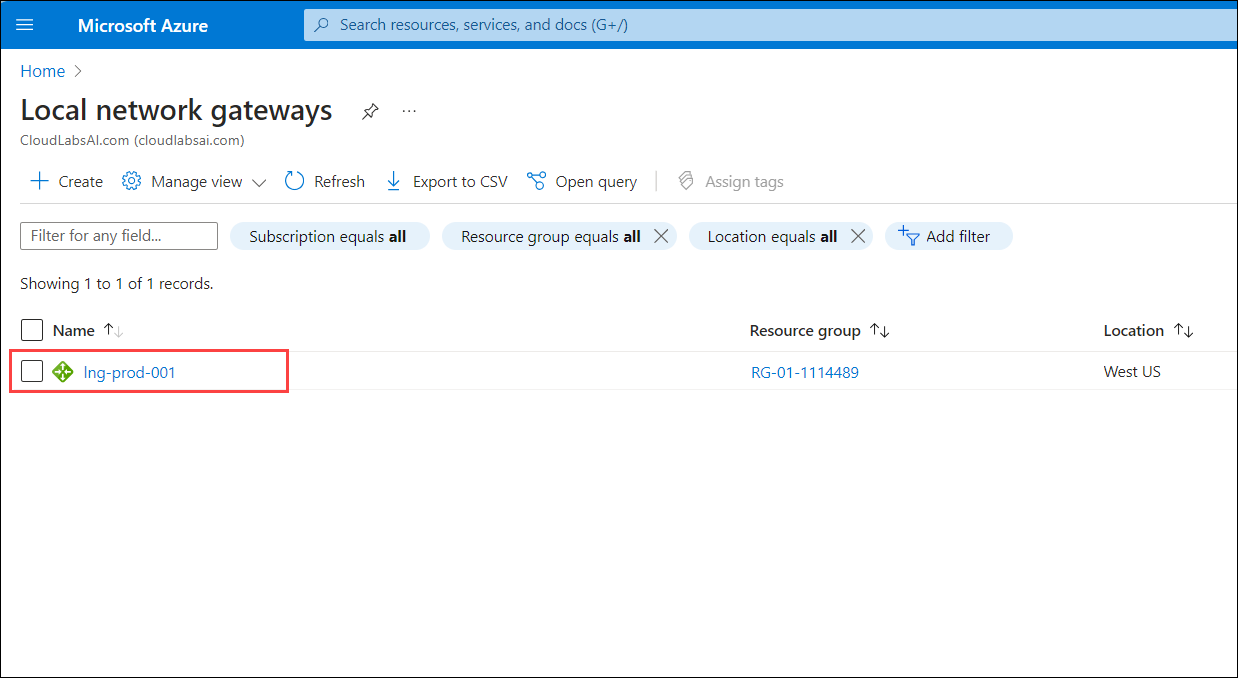 Microsoft Azure
Search resources, services, and docs (G+/)
Home
Local network gateways
...
CloudLabsAI.com (cloudlabsai.com)
Create Manage view Refresh Export to CSV Open query Assign tags
Filter for any field... Subscription equals all Resource group equals all Location equals all Add filter
Showing 1 to 1 of 1 records.
Name Resource group Location
lng-prod-001 RG-01-1114489 West US